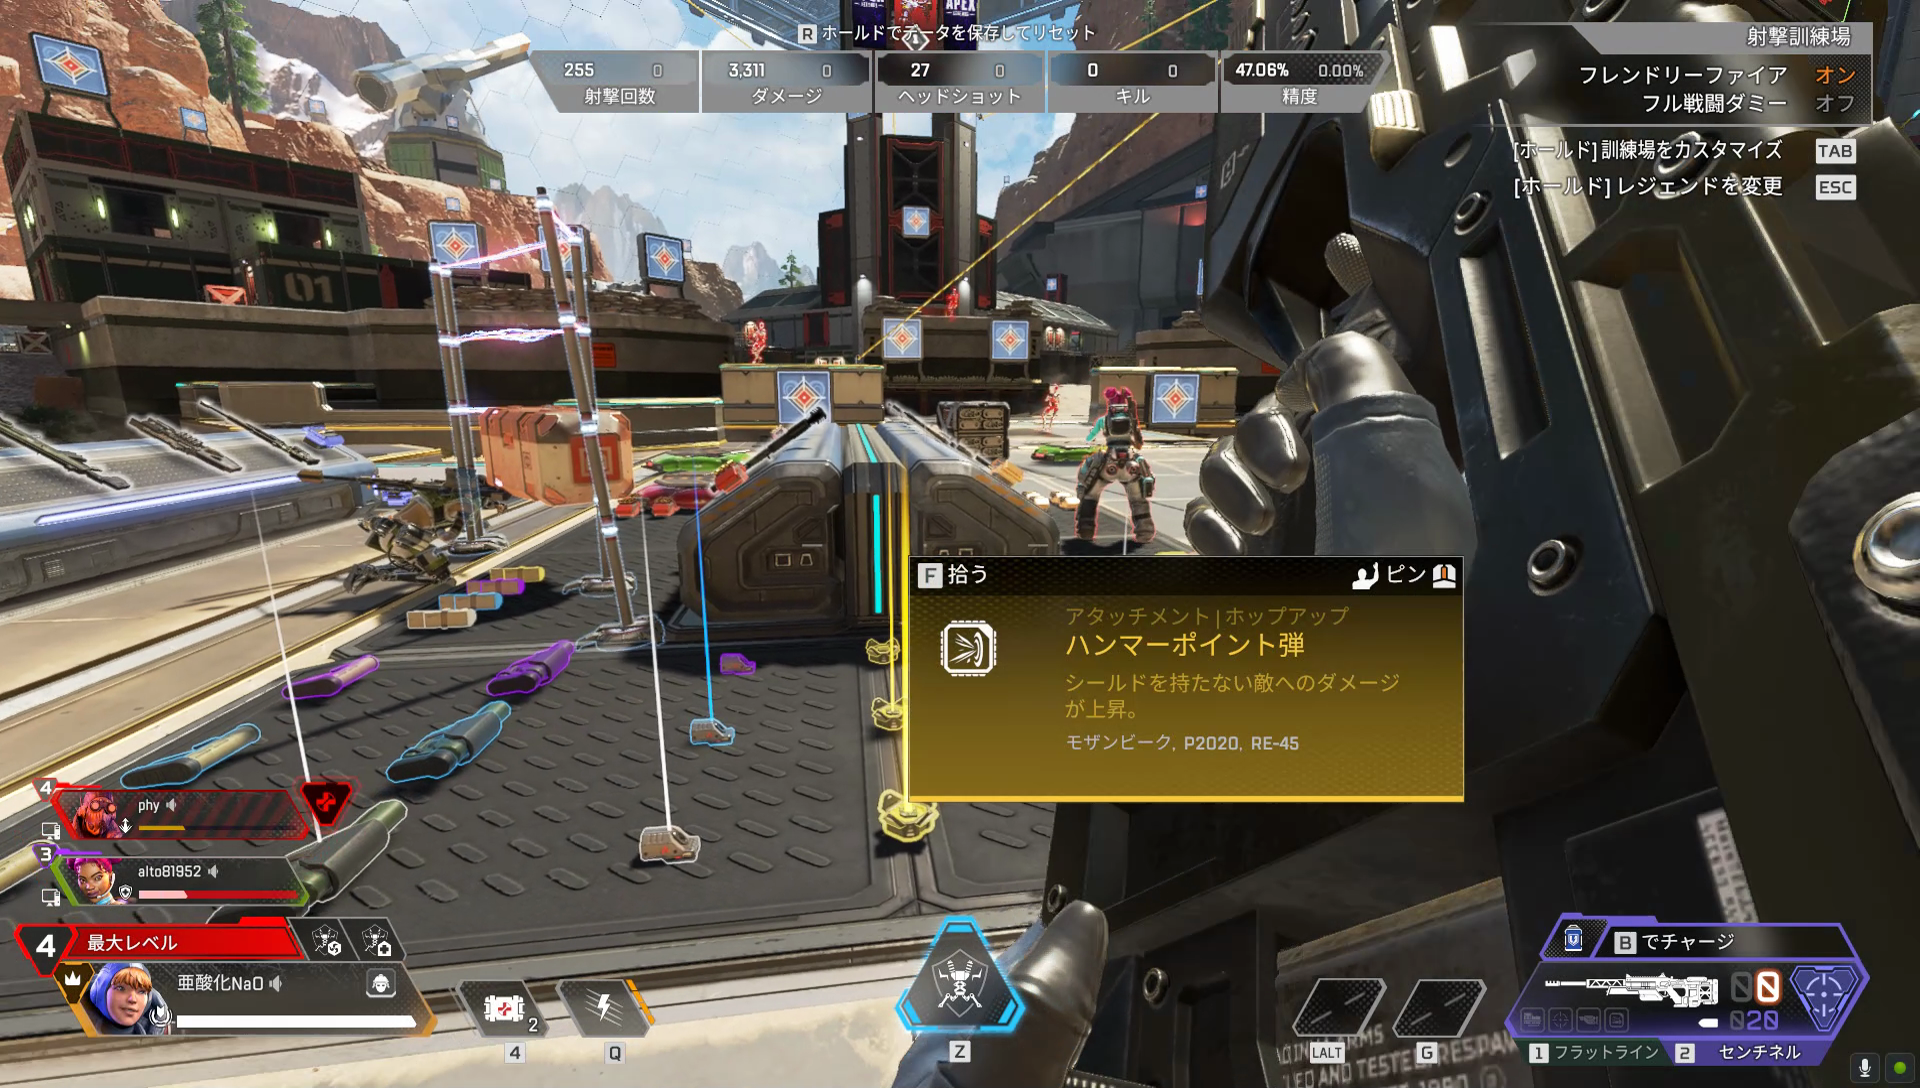 R ホールドでデータを保存してリセット
255 0 3,311 0 27 0 0 0 47.06% 0.00%
射撃回数 ダメージ ヘッドショット キル 精度
射撃訓練場
フレンドリーファイア オン
フル戦闘ダミー オフ
[ホールド]訓練場をカスタマイズ TAB
[ホールド]レジェンドを変更 ESC
APEX
01
F 拾う ピン
アタッチメント|ホップアップ
ハンマーポイント弾
シールドを持たない敵へのダメージ
が上昇。
モザンビーク, P2020, RE-45
4 phy
3 alto81952
4 最大レベル
亜酸化NaO
2
4 Q Z LALT G
B でチャージ
00
020
1 フラットライン 2 センチネル